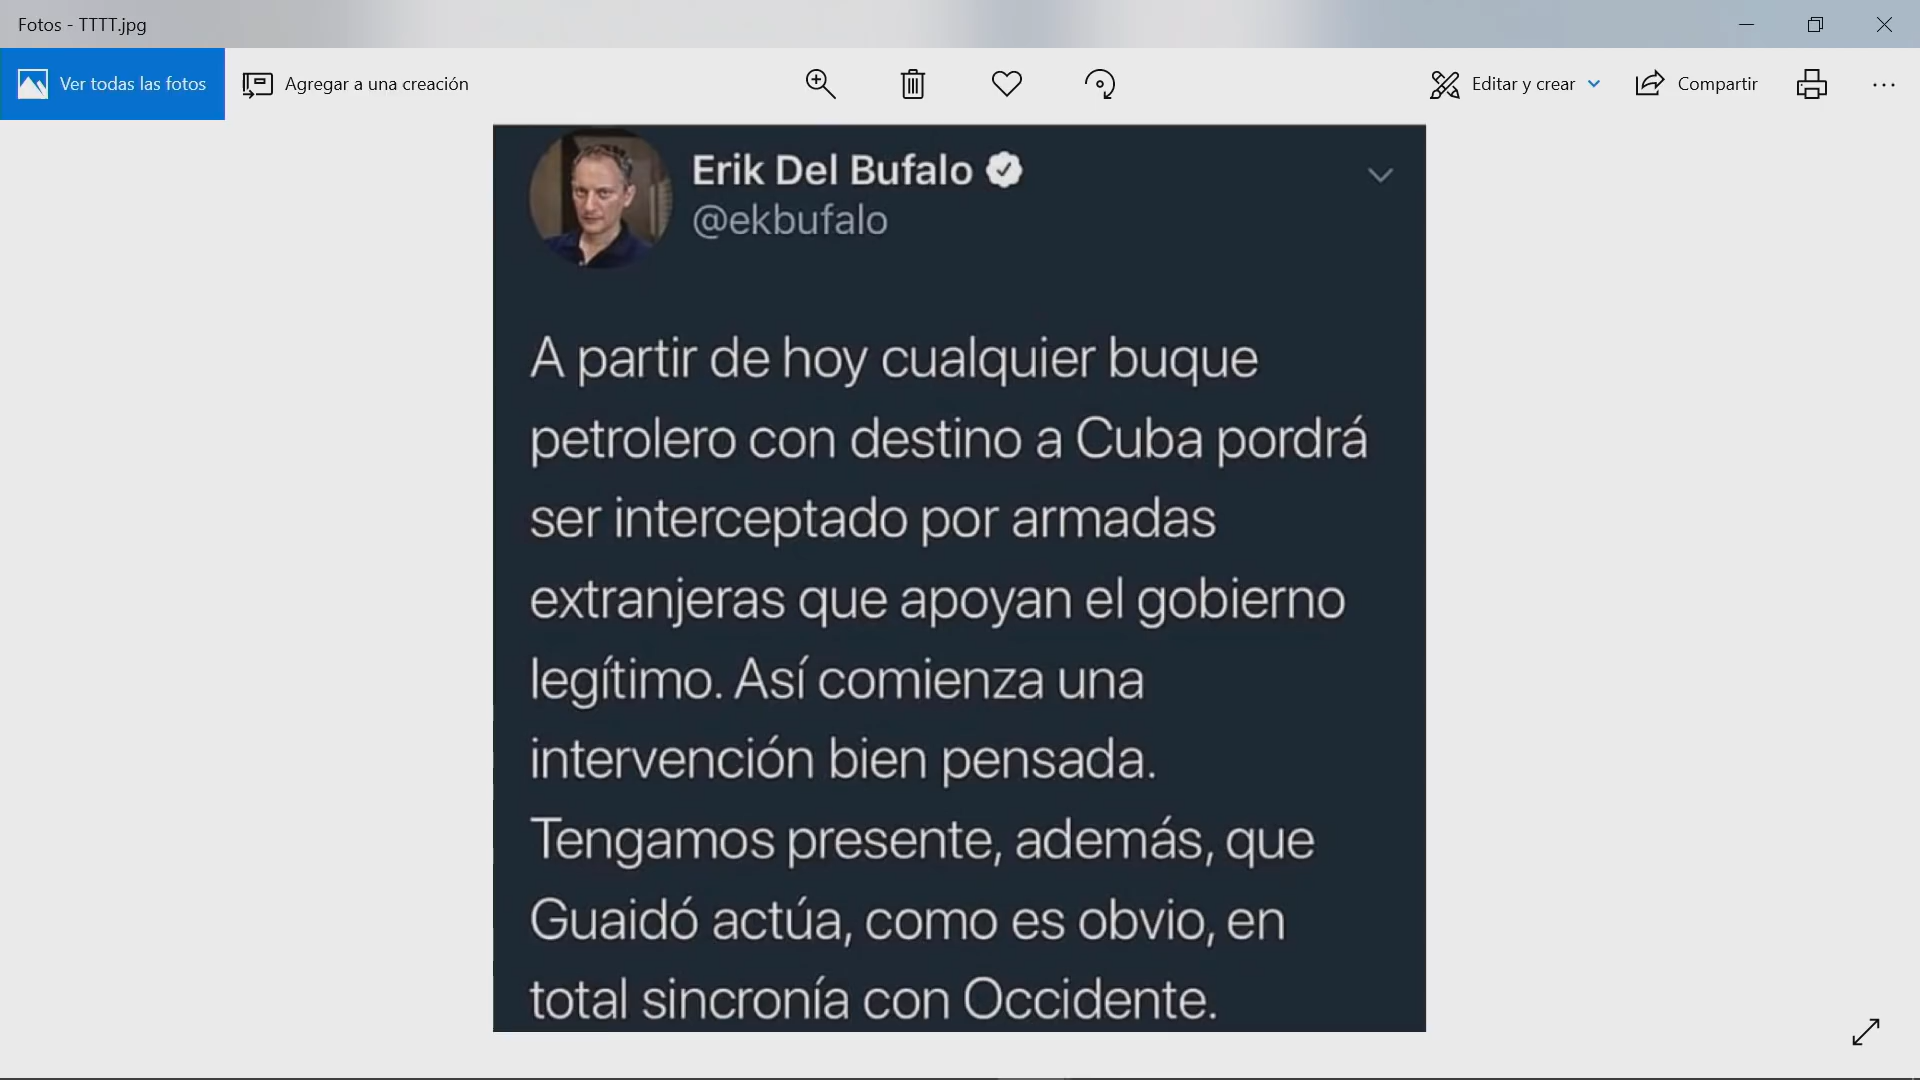 Fotos - TTTT.jpg
Ver todas las fotos
Agregar a una creación
Editar y crear
Compartir
Erik Del Bufalo
@ekbufalo
A partir de hoy cualquier buque
petrolero con destino a Cuba pordrá
ser interceptado por armadas
extranjeras que apoyan el gobierno
legítimo. Así comienza una
intervención bien pensada.
Tengamos presente, además, que
Guaidó actúa, como es obvio, en
total sincronía con Occidente.